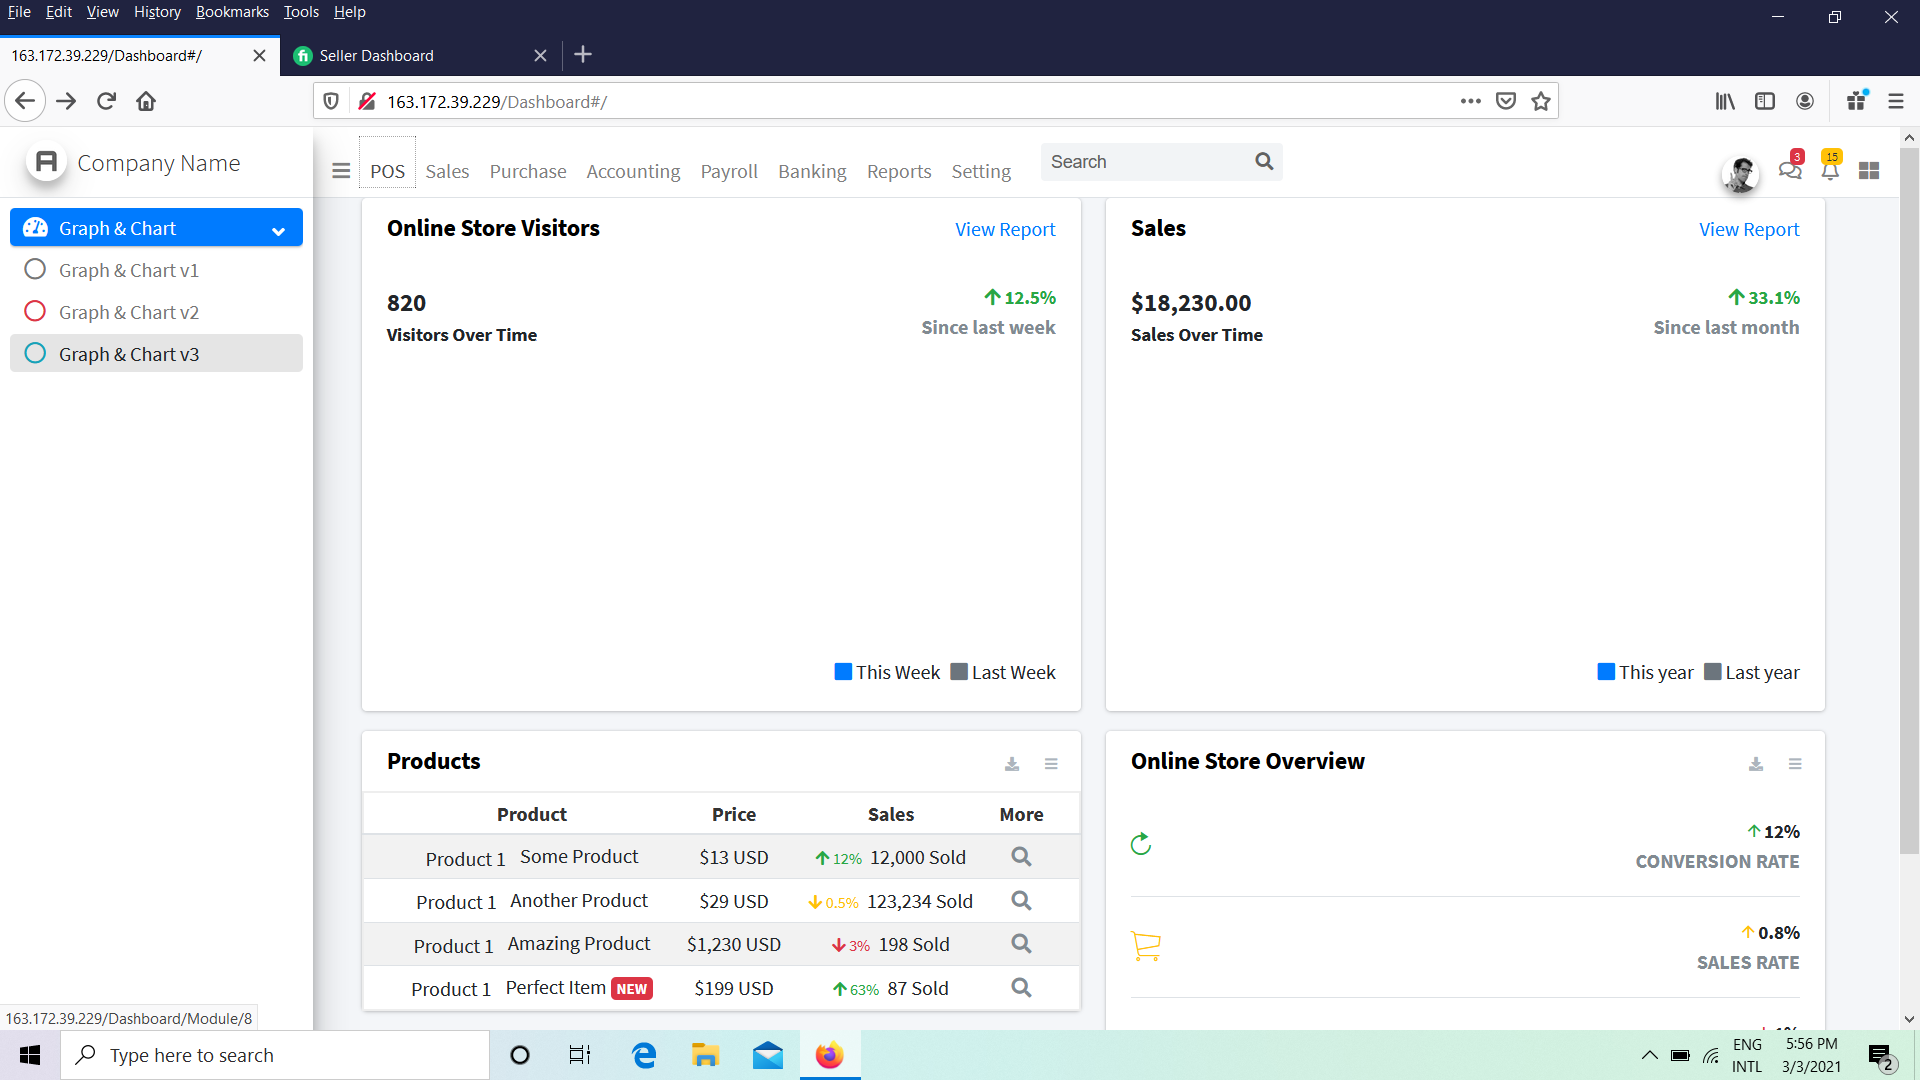 File Edit View History Bookmarks Tools Help
163.172.39.229/Dashboard#/ Seller Dashboard
163.172.39.229/Dashboard#/
Company Name
POS Sales Purchase Accounting Payroll Banking Reports Setting Search 3 15
Graph & Chart
Graph & Chart v1
Graph & Chart v2
Graph & Chart v3
Online Store Visitors View Report
820 12.5%
Visitors Over Time Since last week
This Week Last Week
Sales View Report
$18,230.00 33.1%
Sales Over Time Since last month
This year Last year
Products
Product Price Sales More
Product 1 Some Product $13 USD 12% 12,000 Sold
Product 1 Another Product $29 USD 0.5% 123,234 Sold
Product 1 Amazing Product $1,230 USD 3% 198 Sold
Product 1 Perfect Item NEW $199 USD 63% 87 Sold
Online Store Overview
12%
CONVERSION RATE
0.8%
SALES RATE
163.172.39.229/Dashboard/Module/8
Type here to search
ENG
INTL
5:56 PM
3/3/2021
2